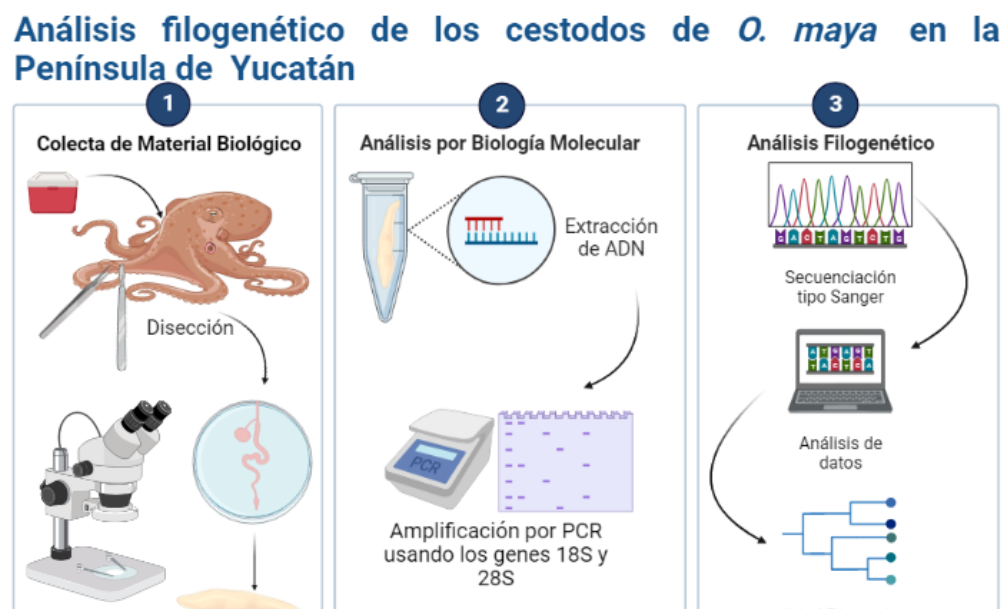 Análisis filogenético de los cestodos de O. maya en la
Península de Yucatán
1
Colecta de Material Biológico
Disección
2
Análisis por Biología Molecular
Extracción
de ADN
PCR
Amplificación por PCR
usando los genes 18S y
28S
3
Análisis Filogenético
G A C T A G T C T G
Secuenciación
tipo Sanger
A T G A G T
T A C T C A
Análisis de
datos